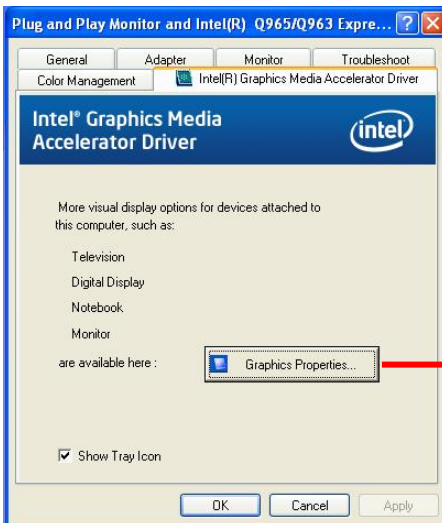 Plug and Play Monitor and Intel(R) Q965/Q963 Expre...
General Adapter Monitor Troubleshoot
Color Management Intel(R) Graphics Media Accelerator Driver
Intel® Graphics Media
Accelerator Driver
intel
More visual display options for devices attached to
this computer, such as:
Television
Digital Display
Notebook
Monitor
are available here : Graphics Properties...
Show Tray Icon
OK Cancel Apply